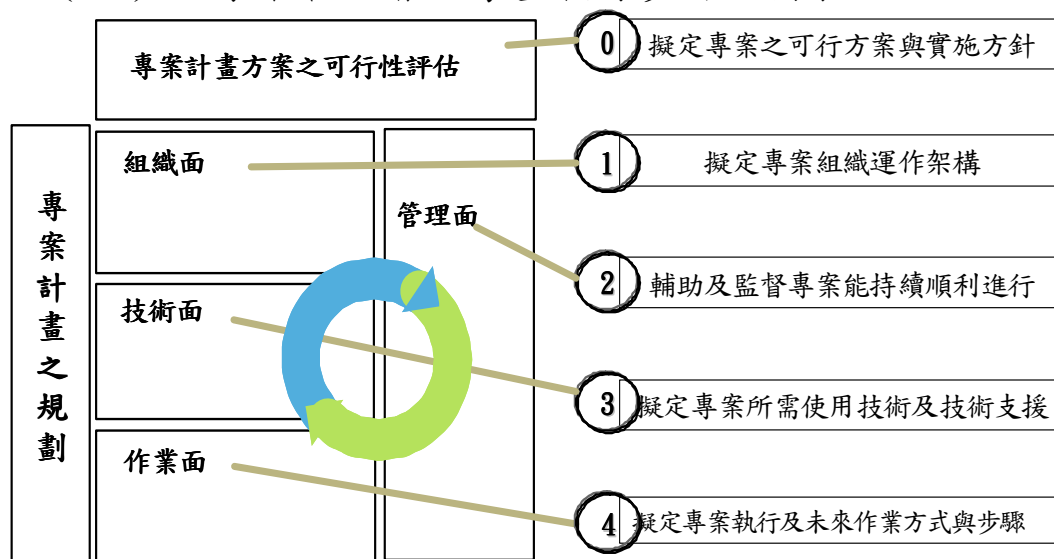 專案計畫方案之可行性評估
0 擬定專案之可行方案與實施方針
專案計畫之規劃
組織面
1 擬定專案組織運作架構
管理面
2 輔助及監督專案能持續順利進行
技術面
3 擬定專案所需使用技術及技術支援
作業面
4 擬定專案執行及未來作業方式與步驟